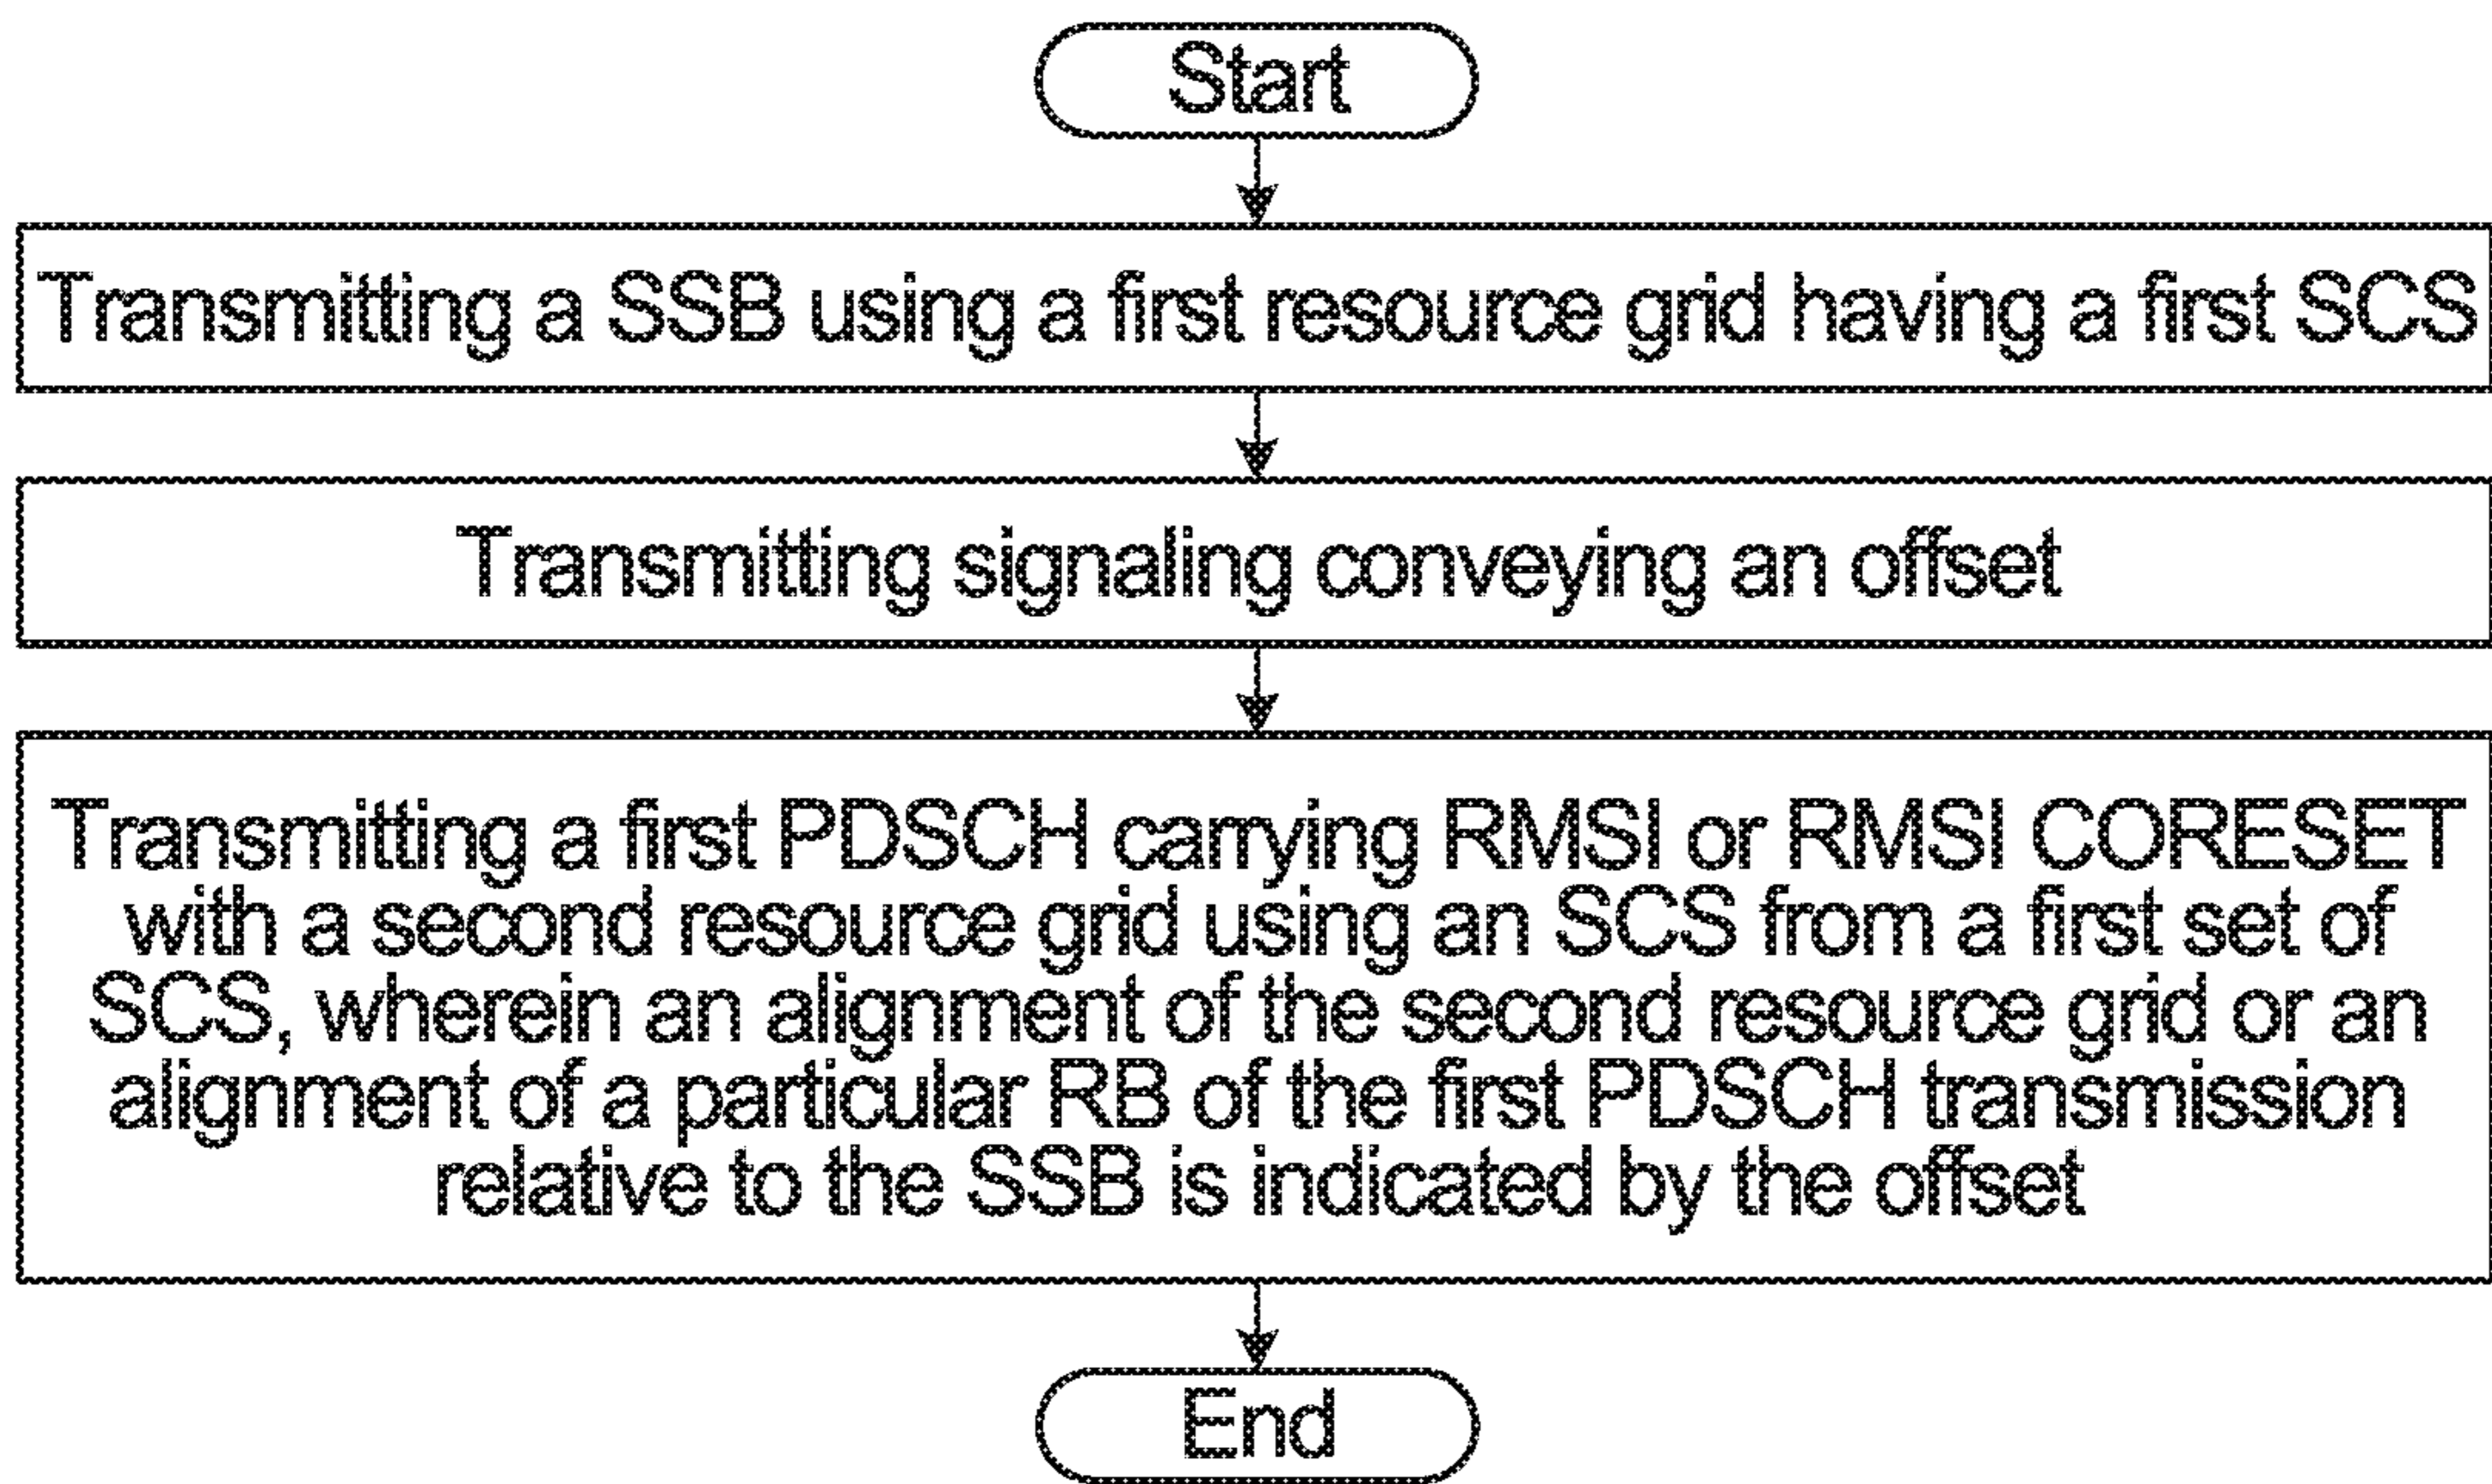 Start
Transmitting a SSB using a first resource grid having a first SCS
Transmitting signaling conveying an offset
Transmitting a first PDSCH carrying RMSI or RMSI CORESET
with a second resource grid using an SCS from a first set of
SCS, wherein an alignment of the second resource grid or an
alignment of a particular RB of the first PDSCH transmission
relative to the SSB is indicated by the offset
End